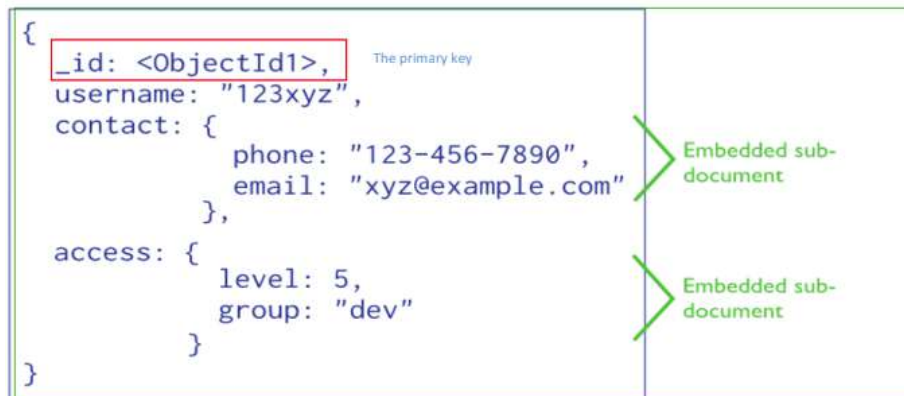 {
_id: <ObjectId1>,
The primary key
username: "123xyz",
contact: {
phone: "123-456-7890",
email: "xyz@example.com"
},
Embedded sub-
document
access: {
level: 5,
group: "dev"
}
Embedded sub-
document
}